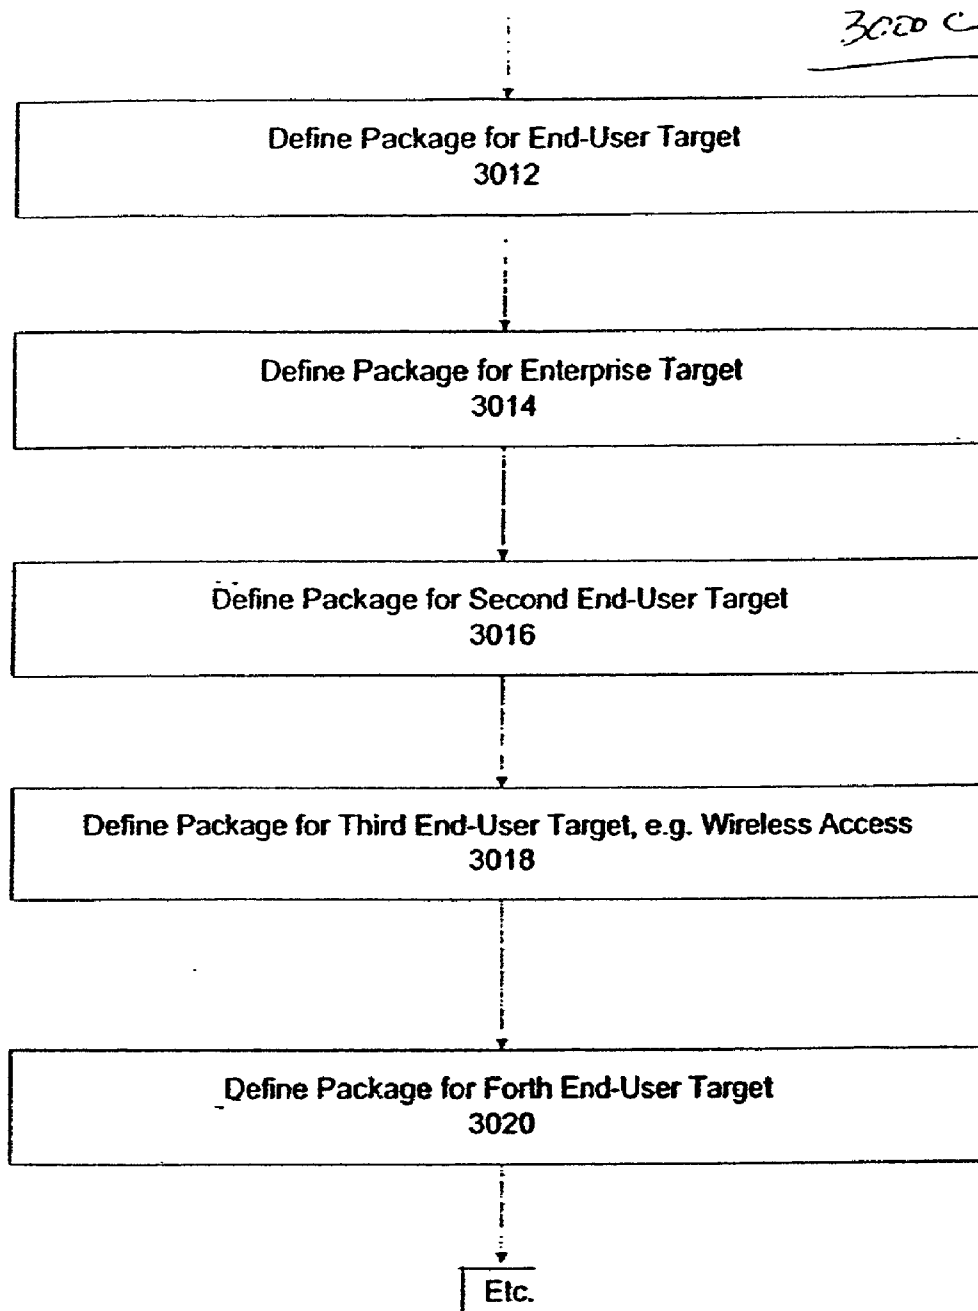 3000 C
Define Package for End-User Target
3012
Define Package for Enterprise Target
3014
Define Package for Second End-User Target
3016
Define Package for Third End-User Target, e.g. Wireless Access
3018
Define Package for Forth End-User Target
3020
Etc.